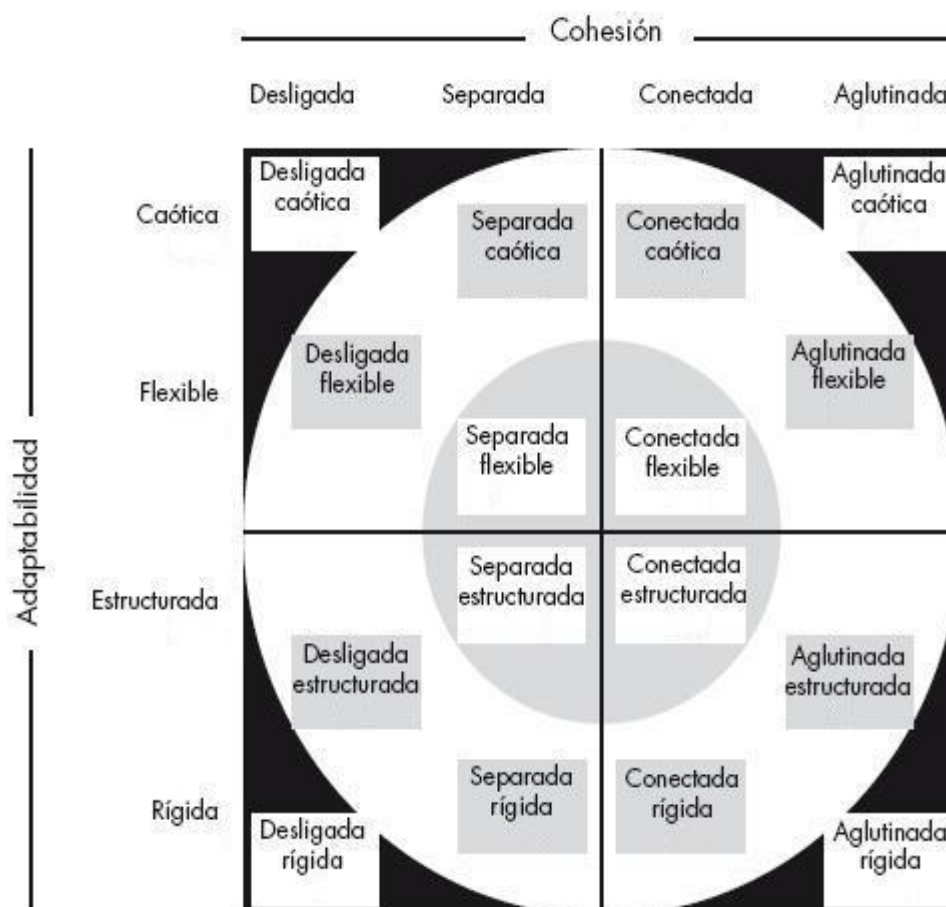 Cohesión
Desligada Separada Conectada Aglutinada
Adaptabilidad
Caótica
Desligada
caótica
Separada
caótica
Conectada
caótica
Aglutinada
caótica
Flexible
Desligada
flexible
Separada
flexible
Conectada
flexible
Aglutinada
flexible
Estructurada
Desligada
estructurada
Separada
estructurada
Conectada
estructurada
Aglutinada
estructurada
Rígida
Desligada
rígida
Separada
rígida
Conectada
rígida
Aglutinada
rígida